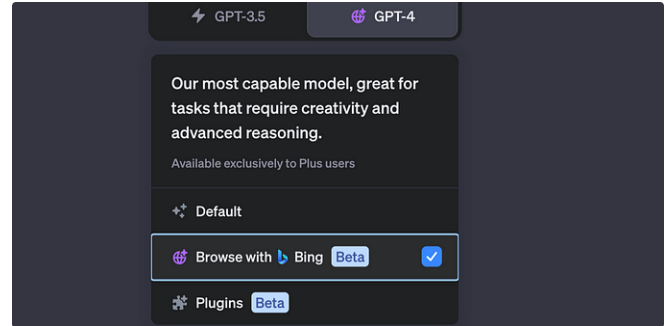 GPT-3.5
GPT-4
Our most capable model, great for
tasks that require creativity and
advanced reasoning.
Available exclusively to Plus users
Default
Browse with Bing Beta
Plugins Beta